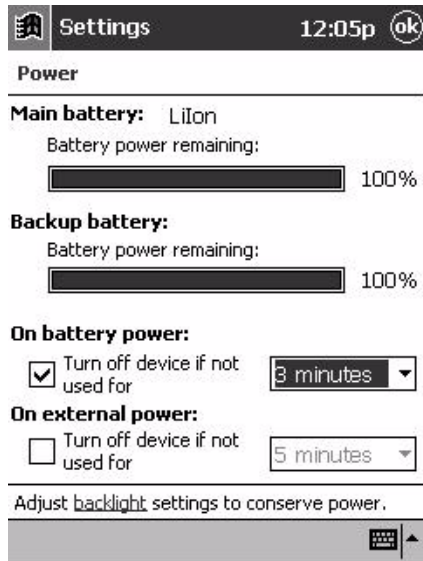 Settings 12:05p ok
Power
Main battery: LiIon
Battery power remaining:
100%
Backup battery:
Battery power remaining:
100%
On battery power:
Turn off device if not
used for
3 minutes
On external power:
Turn off device if not
used for
5 minutes
Adjust backlight settings to conserve power.